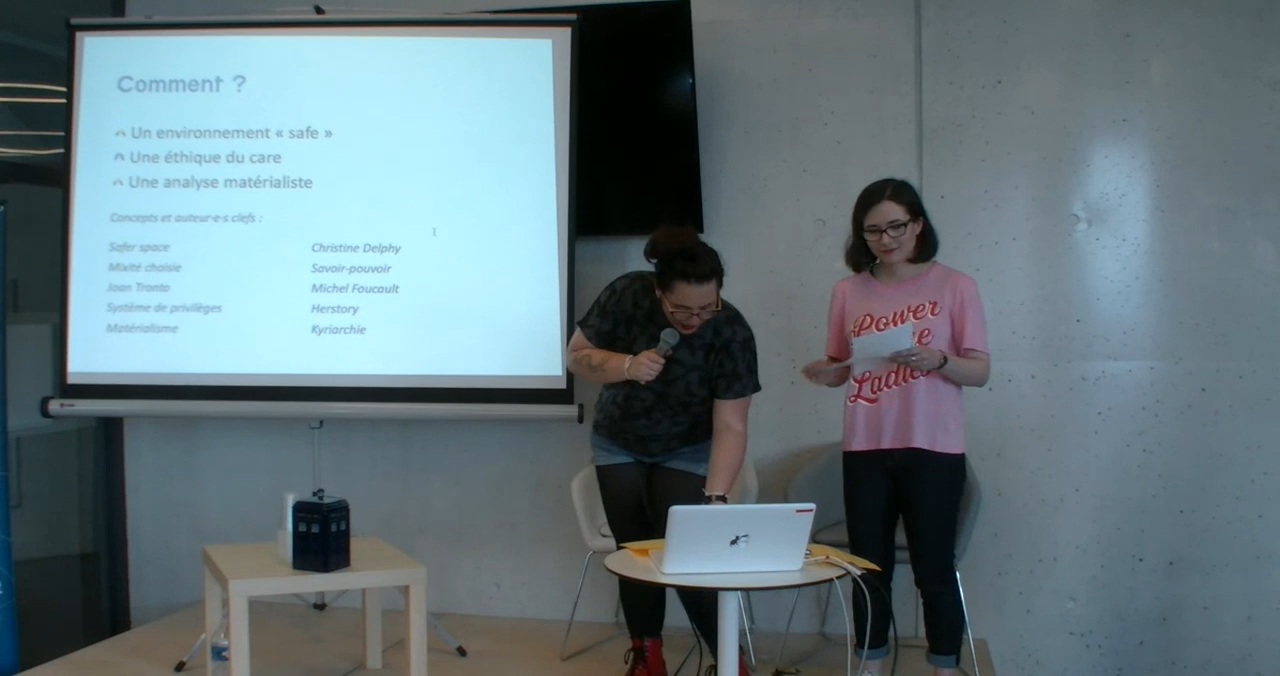 Comment ?
Un environnement « safe »
Une éthique du care
Une analyse matérialiste
Concepts et auteur·e·s clefs :
Safer space
Mixité choisie
Joan Tronto
Système de privilèges
Matérialisme
Christine Delphy
Savoir-pouvoir
Michel Foucault
Herstory
Kyriarchie
Power
Ladies